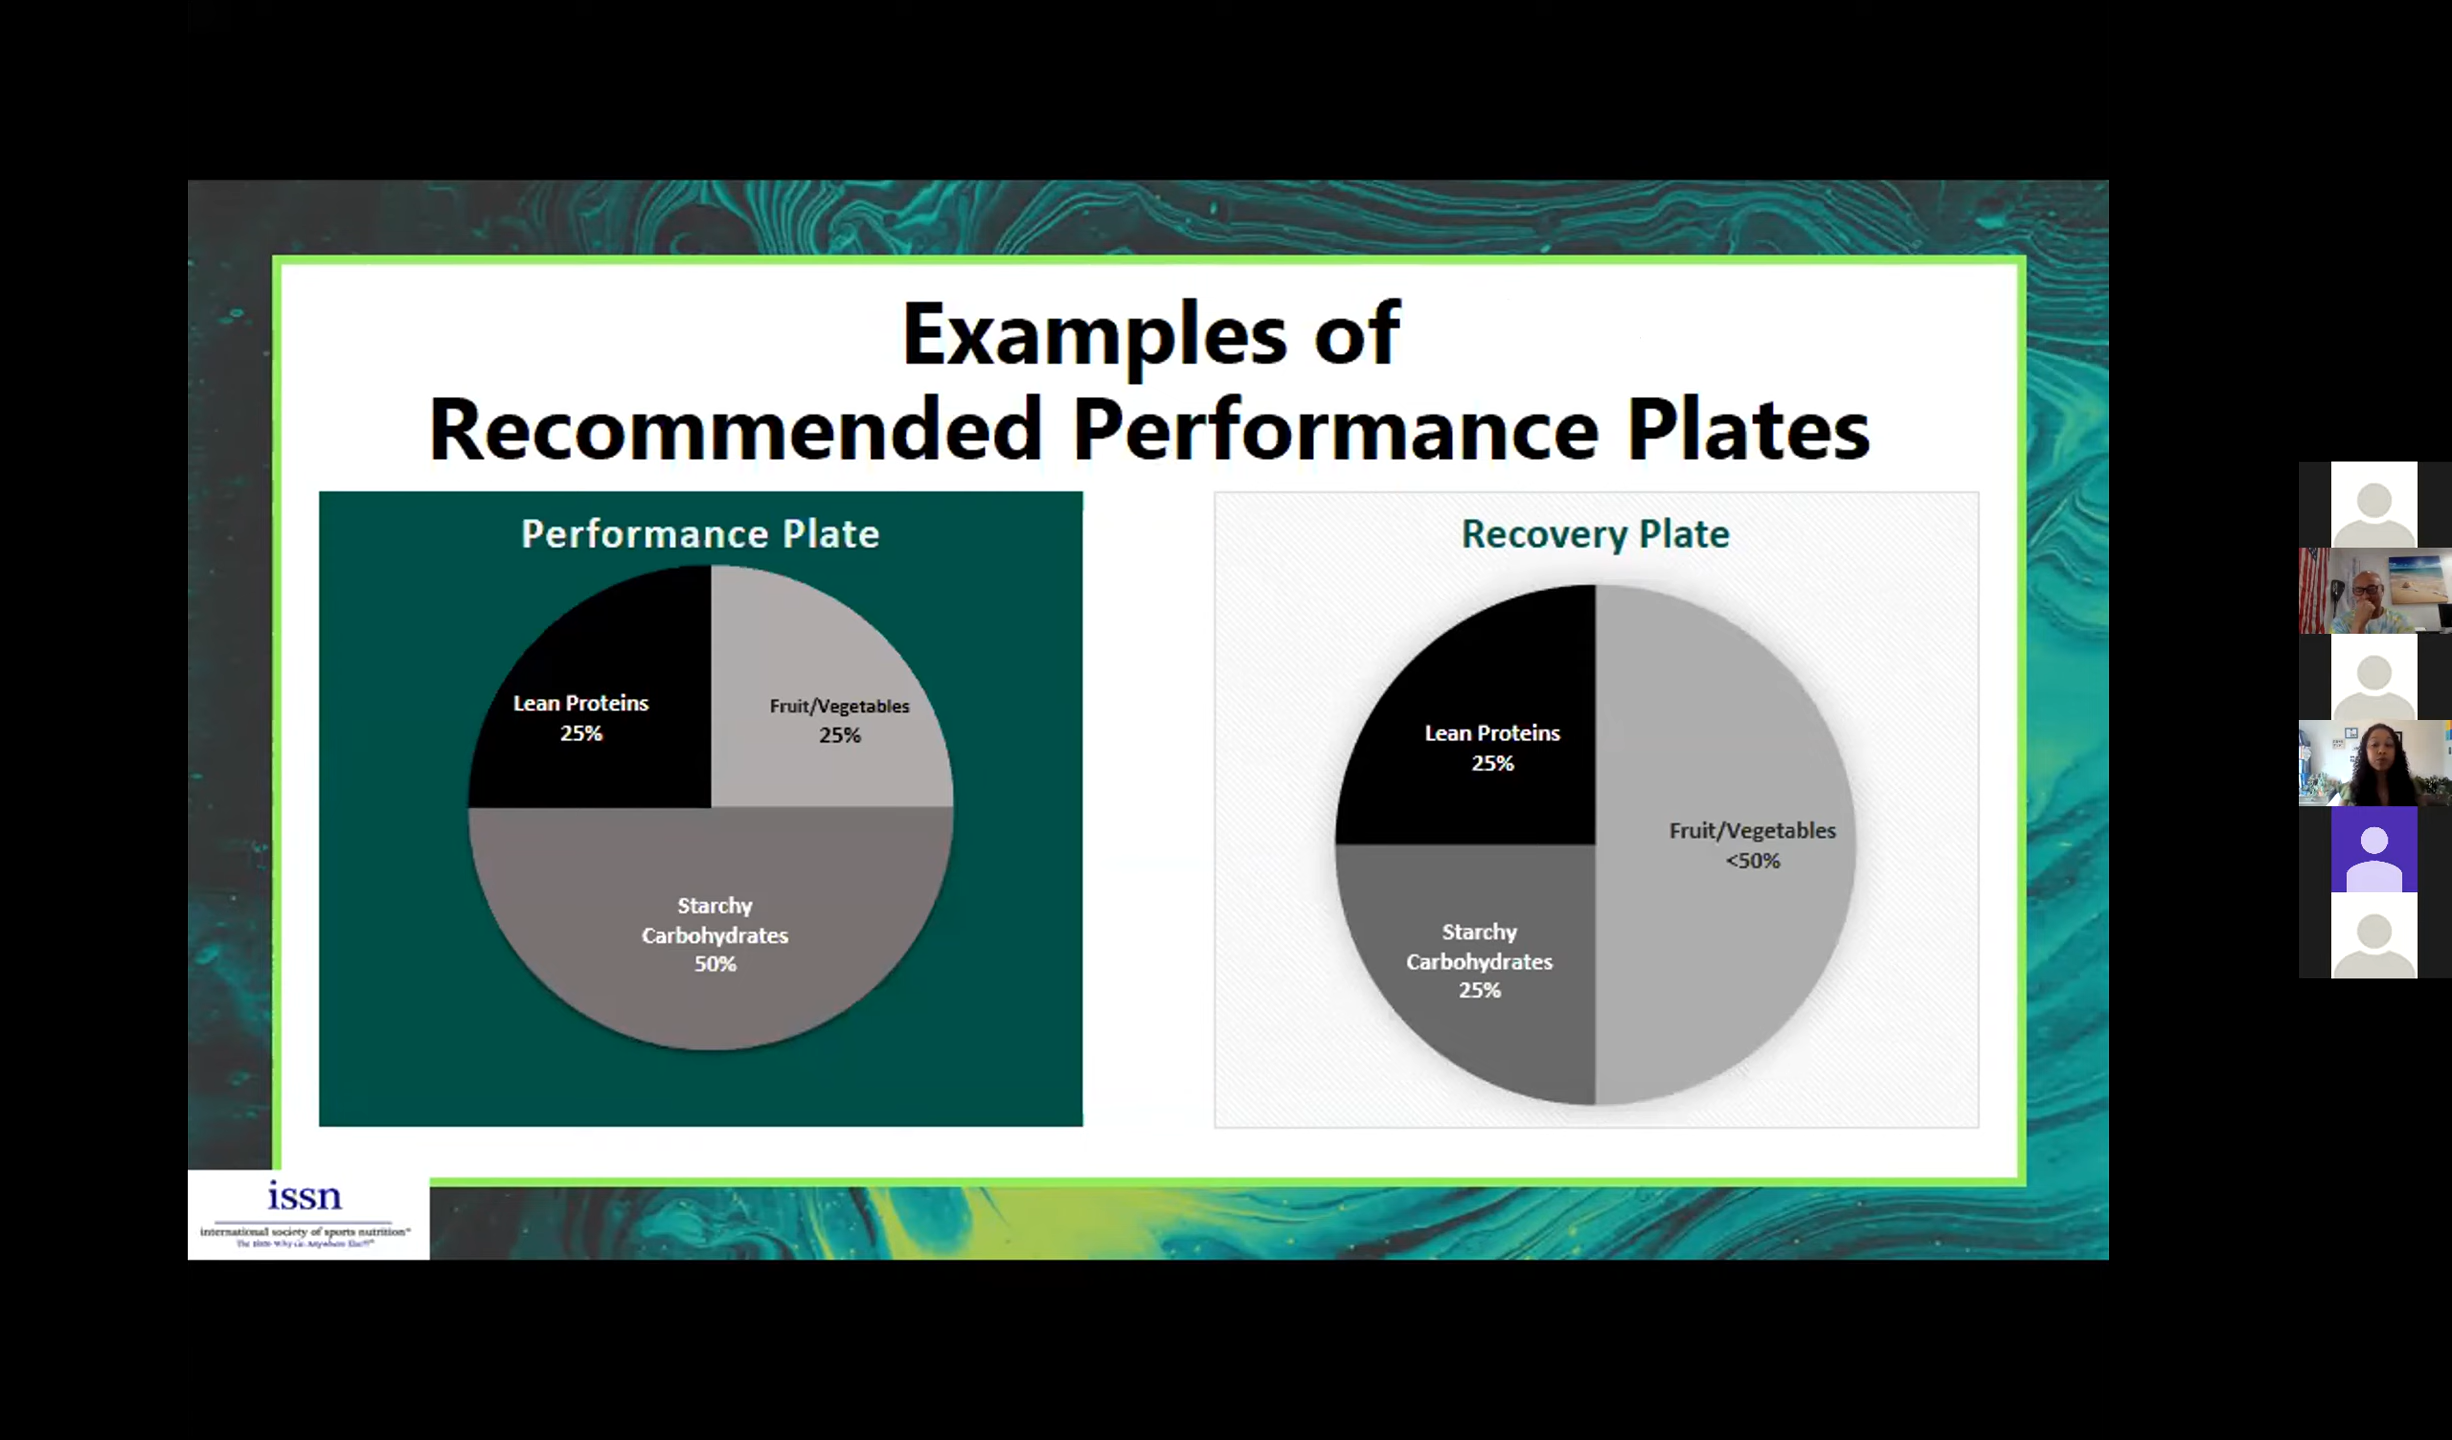 Examples of
Recommended Performance Plates
Performance Plate
Lean Proteins
25%
Fruit/Vegetables
25%
Starchy
Carbohydrates
50%
Recovery Plate
Lean Proteins
25%
Fruit/Vegetables
<50%
Starchy
Carbohydrates
25%
issn
international society of sports nutrition®